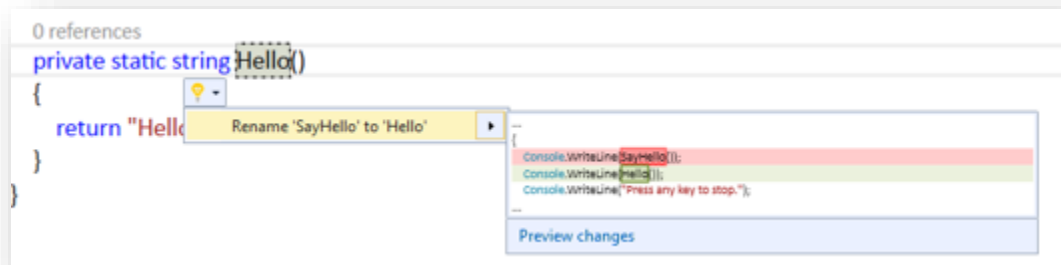 0 references
private static string Hello()
{
return "Hello
Rename 'SayHello' to 'Hello'
}
}
...
{
Console.WriteLine(SayHello());
Console.WriteLine(Hello());
Console.WriteLine("Press any key to stop.");
...
Preview changes